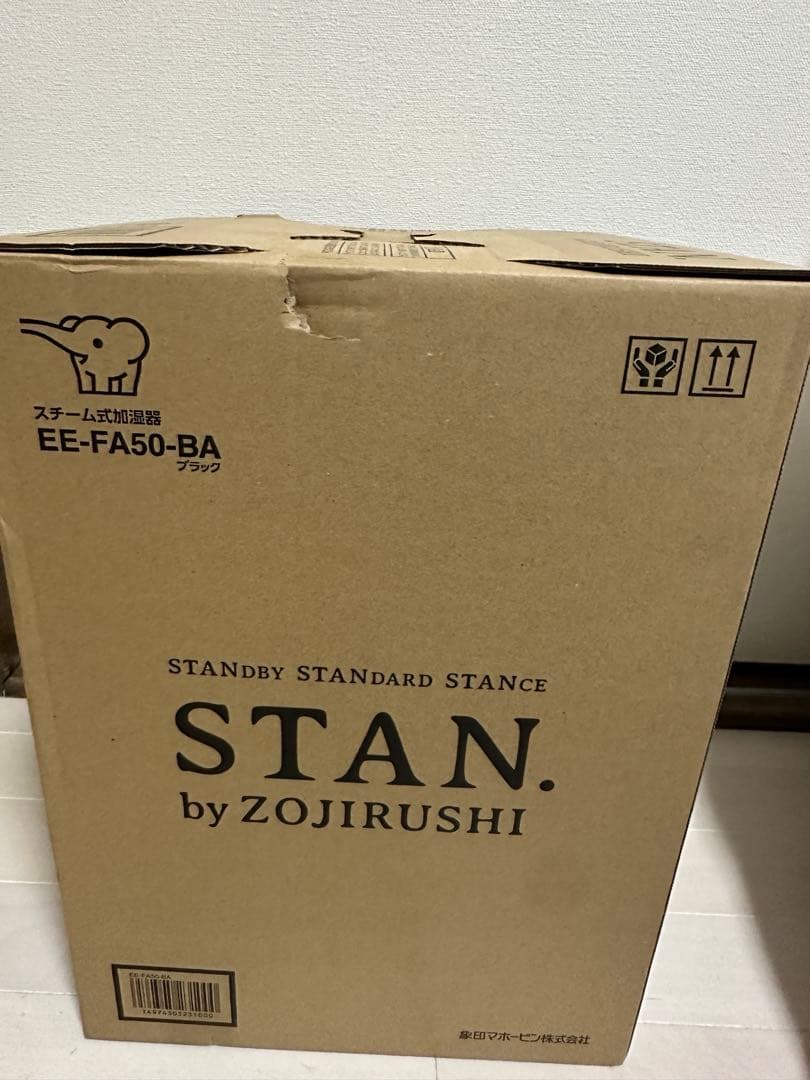 スチーム式加湿器
EE-FA50-BA
ブラック
STANDBY STANDARD STANCE
STAN.
by ZOJIRUSHI
EE-FA50-BA
象印マホービン株式会社